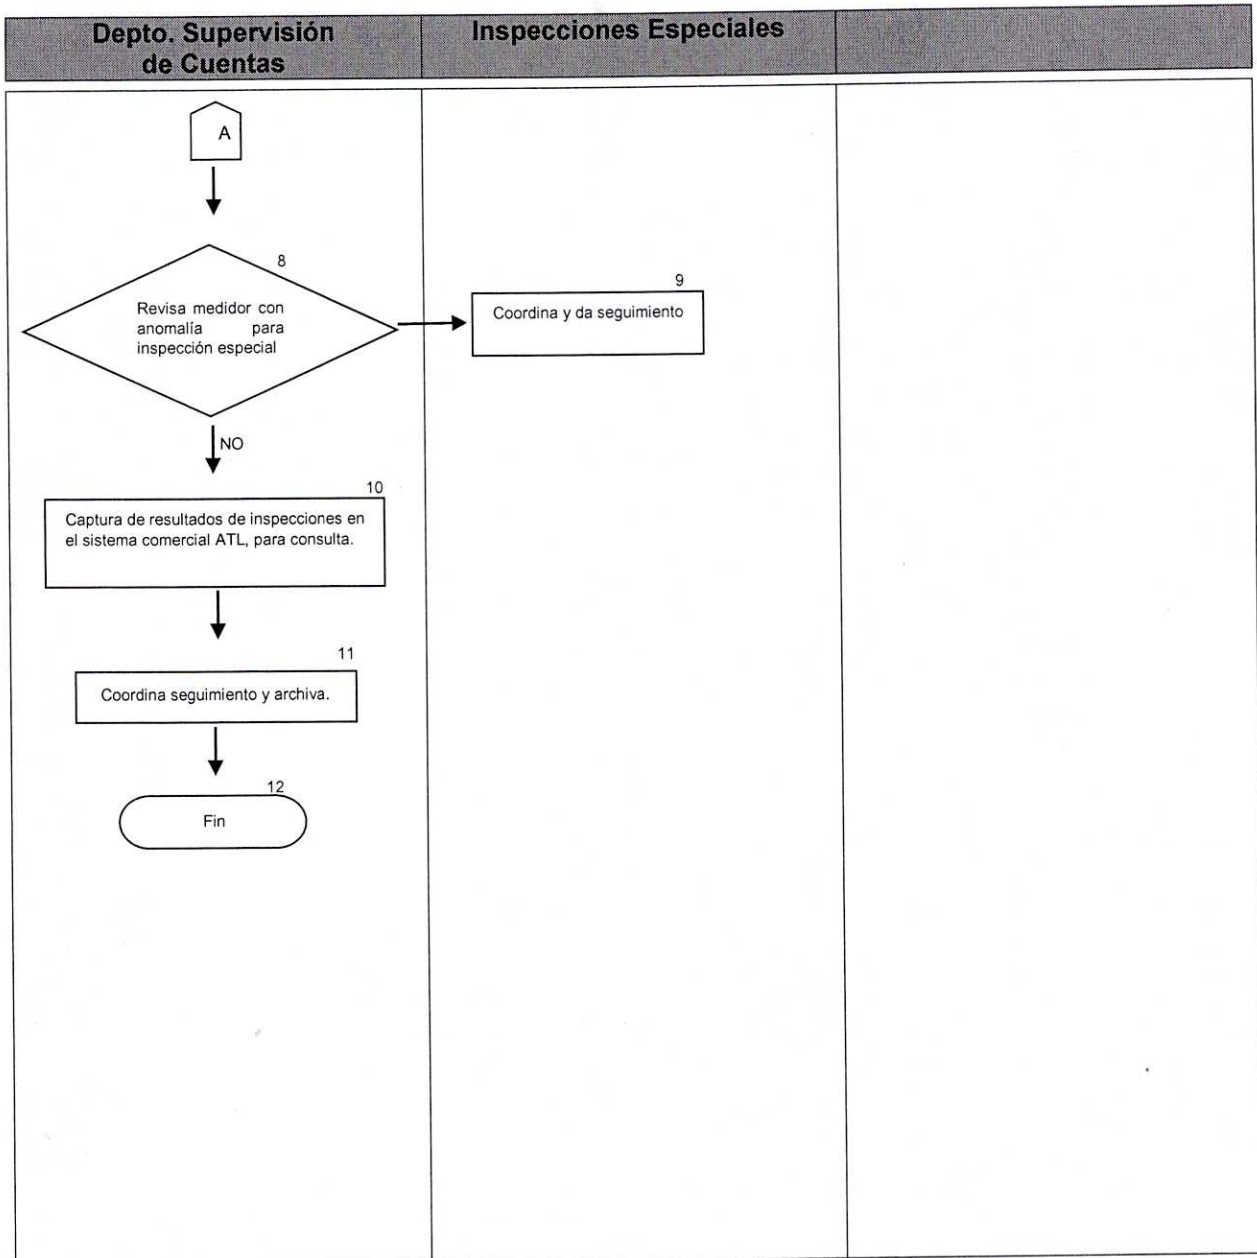 Depto. Supervisión
de Cuentas
Inspecciones Especiales
A
8
Revisa medidor con
anomalía para
inspección especial
9
Coordina y da seguimiento
NO
10
Captura de resultados de inspecciones en
el sistema comercial ATL, para consulta.
11
Coordina seguimiento y archiva.
12
Fin